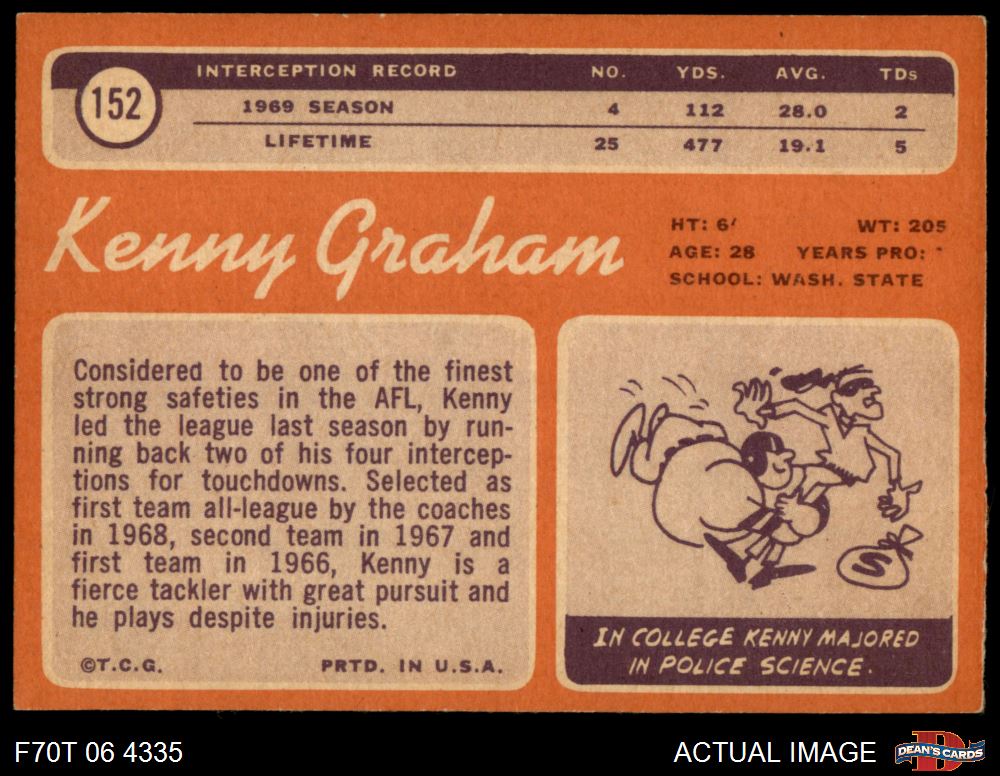 152
INTERCEPTION RECORD NO. YDS. AVG. TDs
1969 SEASON 4 112 28.0 2
LIFETIME 25 477 19.1 5
Kenny Graham
HT: 6' WT: 205
AGE: 28 YEARS PRO:
SCHOOL: WASH. STATE
Considered to be one of the finest
strong safeties in the AFL, Kenny
led the league last season by run-
ning back two of his four intercep-
tions for touchdowns. Selected as
first team all-league by the coaches
in 1968, second team in 1967 and
first team in 1966, Kenny is a
fierce tackler with great pursuit and
he plays despite injuries.
©T.C.G. PRTD. IN U.S.A.
S
IN COLLEGE KENNY MAJORED
IN POLICE SCIENCE.
F70T 06 4335
ACTUAL IMAGE
D
DEAN'S CARDS